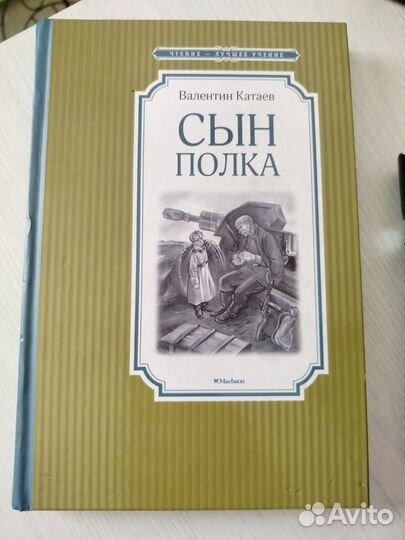 ЧТЕНИЕ – ЛУЧШЕЕ УЧЕНИЕ
Валентин Катаев
СЫН
ПОЛКА
Machaon
Avito